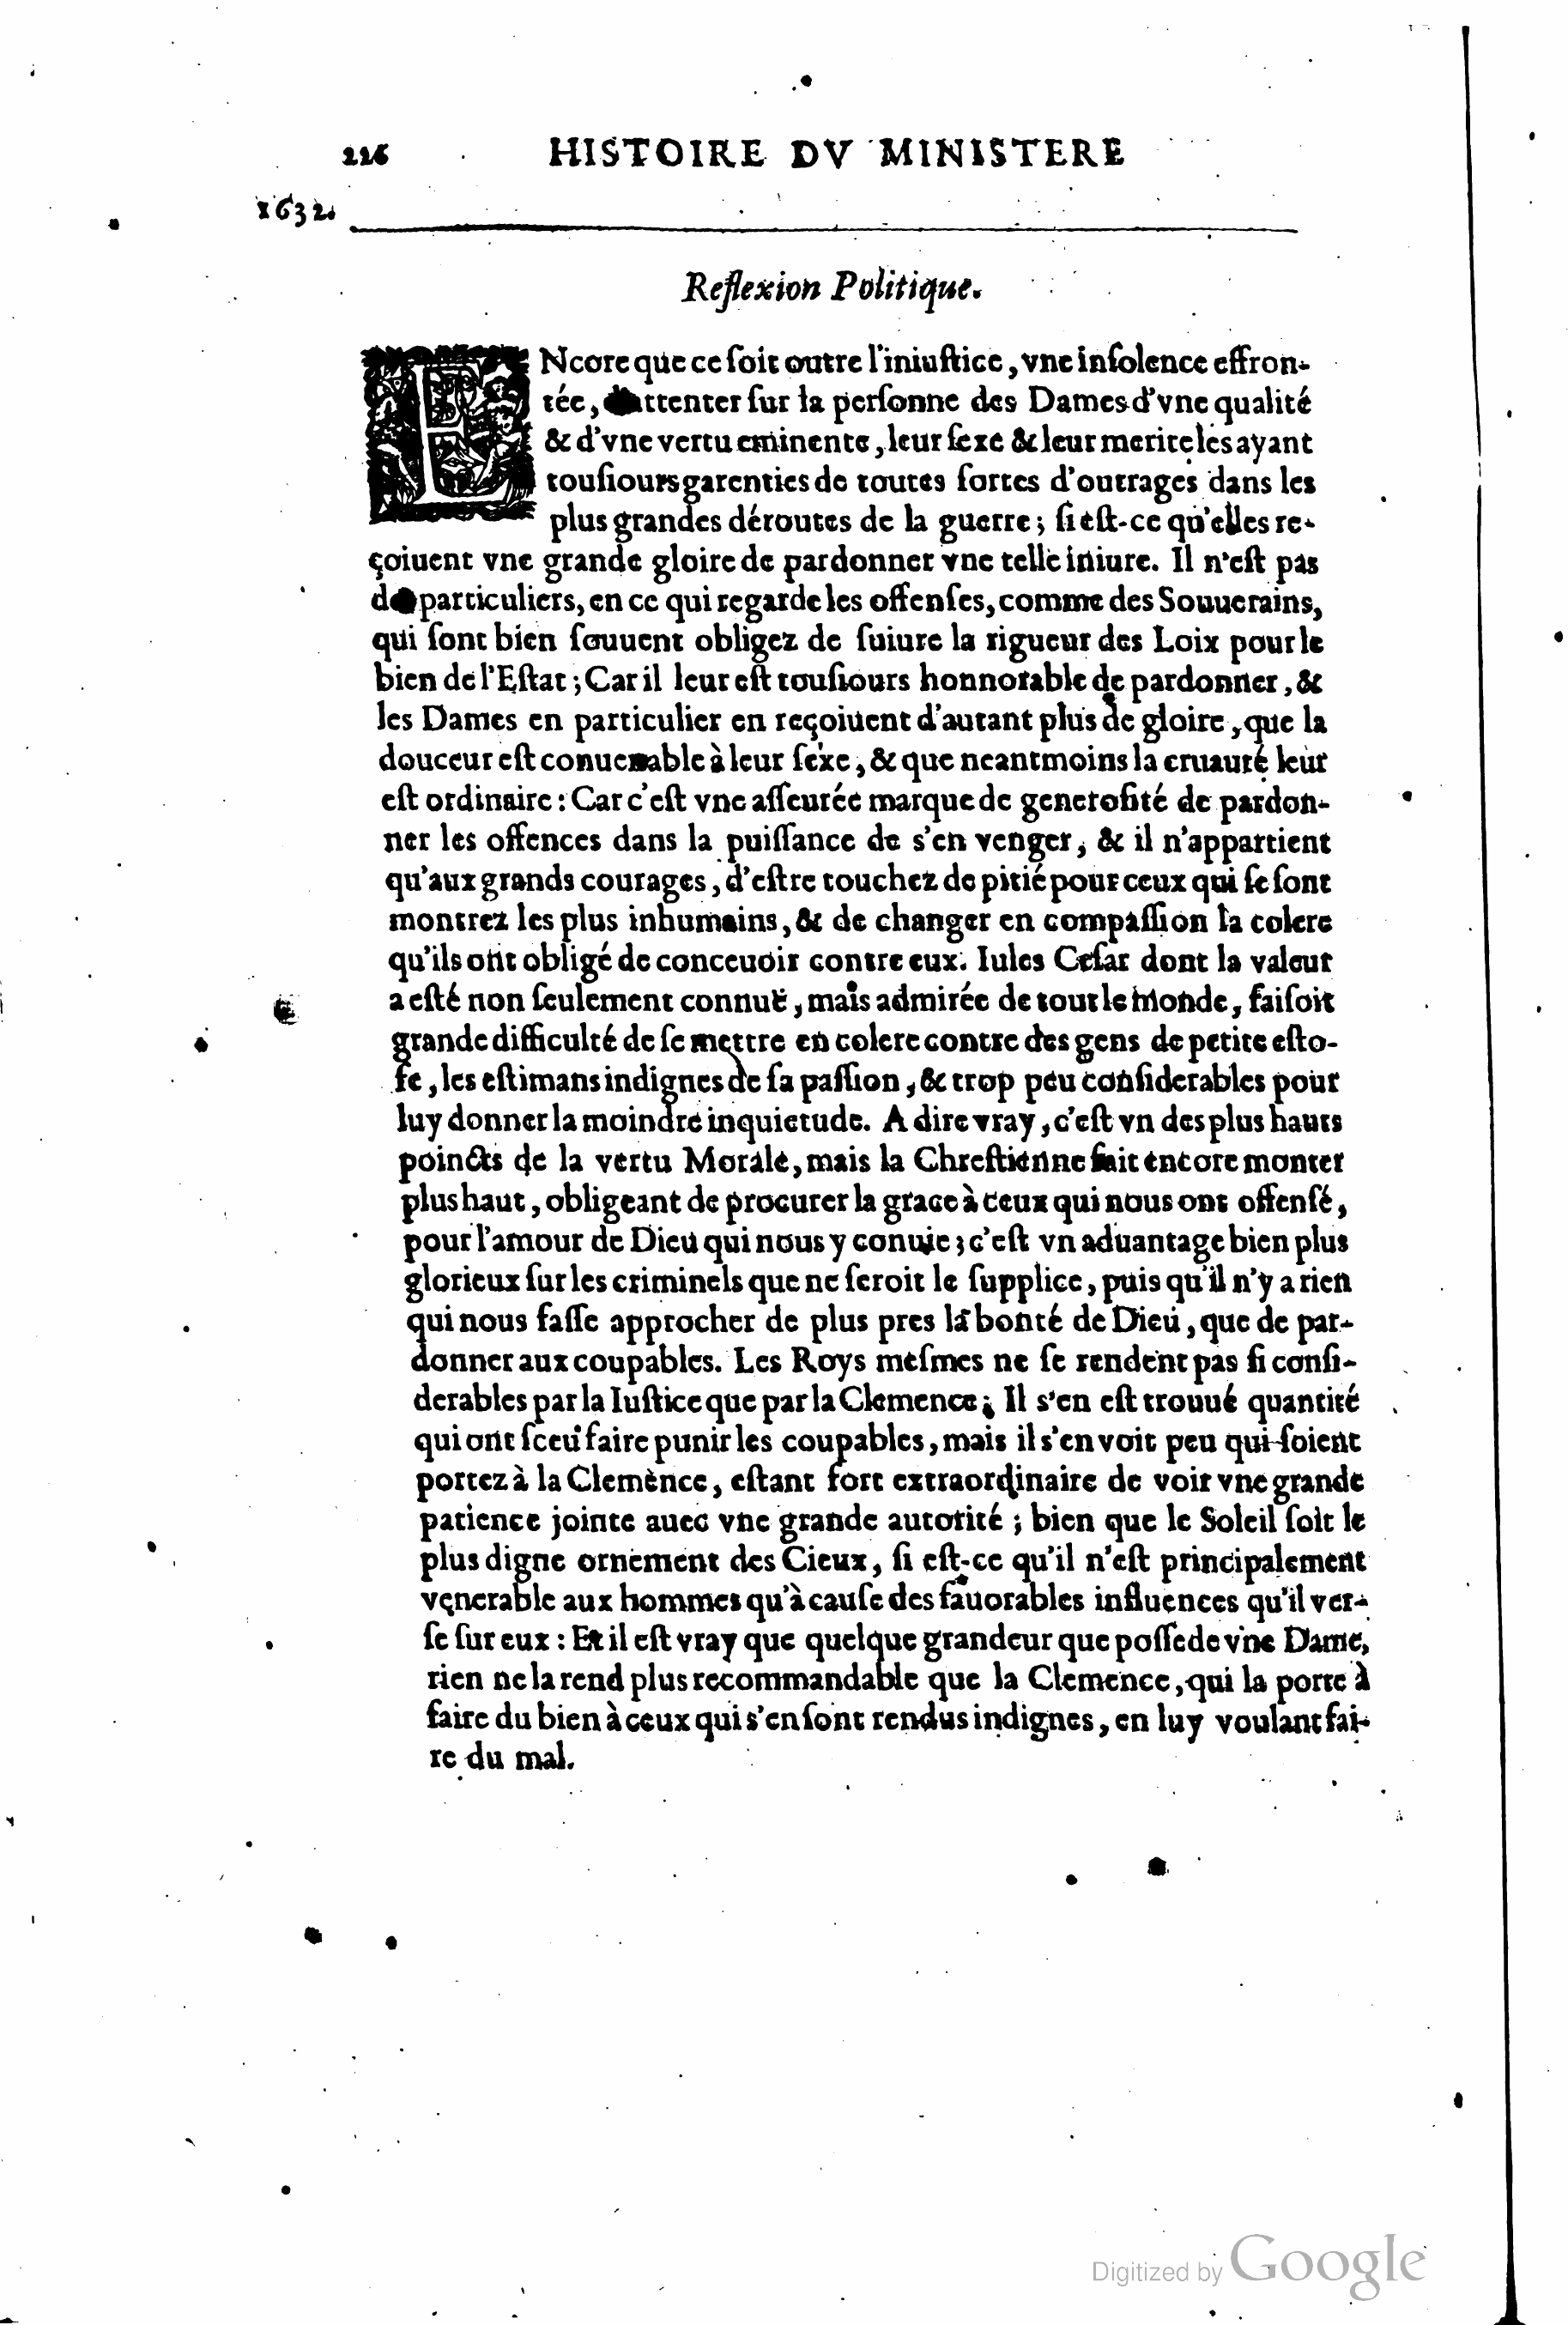 226 HISTOIRE DV MINISTERE
1632.
Reflexion Politique.
ENcore que ce ſoit outre l'iniuſtice, vne inſolence effron-
tée, d'attenter ſur la perſonne des Dames d'vne qualité
& d'vne vertu eminente, leur ſexe & leur merite les ayant
touſiours garenties de toutes ſortes d'outrages dans les
plus grandes déroutes de la guerre; ſi eſt-ce qu'elles re-
çoiuent vne grande gloire de pardonner vne telle iniure. Il n'eſt pas
particuliers, en ce qui regarde les offenſes, comme des Souuerains,
qui ſont bien ſouuent obligez de ſuiure la rigueur des Loix pour le
bien de l'Eſtat; Car il leur eſt touſiours honnorable de pardonner, &
les Dames en particulier en reçoiuent d'autant plus de gloire, que la
douceur eſt conuenable à leur ſexe, & que neantmoins la cruauté leur
eſt ordinaire: Car c'eſt vne aſſeurée marque de generoſité de pardon-
ner les offences dans la puiſſance de s'en venger, & il n'appartient
qu'aux grands courages, d'eſtre touchez de pitié pour ceux qui ſe ſont
montrez les plus inhumains, & de changer en compaſſion la colere
qu'ils ont obligé de conceuoir contre eux. Iules Ceſar dont la valeur
a eſté non ſeulement connuë, mais admirée de tout le monde, faiſoit
grande difficulté de ſe mettre en colere contre des gens de petite eſto-
fe, les eſtimans indignes de ſa paſſion, & trop peu conſiderables pour
luy donner la moindre inquietude. A dire vray, c'eſt vn des plus hauts
poincts de la vertu Morale, mais la Chreſtienne fait encore monter
plus haut, obligeant de procurer la grace à ceux qui nous ont offenſé,
pour l'amour de Dieu qui nous y conuie; c'eſt vn aduantage bien plus
glorieux ſur les criminels que ne ſeroit le ſupplice, puis qu'il n'y a rien
qui nous faſſe approcher de plus pres la bonté de Dieu, que de par-
donner aux coupables. Les Roys meſmes ne ſe rendent pas ſi conſi-
derables par la Iuſtice que par la Clemence; Il s'en eſt trouué quantité
qui ont ſceu faire punir les coupables, mais il s'en voit peu qui ſoient
portez à la Clemènce, eſtant fort extraordinaire de voir vne grande
patience jointe auec vne grande autorité; bien que le Soleil ſoit le
plus digne ornement des Cieux, ſi eſt-ce qu'il n'eſt principalement
venerable aux hommes qu'à cauſe des fauorables influences qu'il ver-
ſe ſur eux: Et il eſt vray que quelque grandeur que poſſede vne Dame,
rien ne la rend plus recommandable que la Clemence, qui la porte à
faire du bien à ceux qui s'en ſont rendus indignes, en luy voulant fai-
re du mal.
Digitized by Google